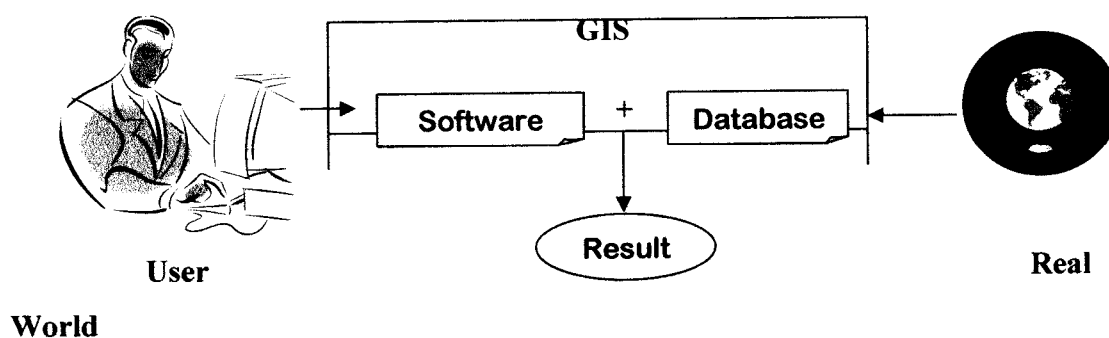 GIS
Software + Database
Result
User Real
World